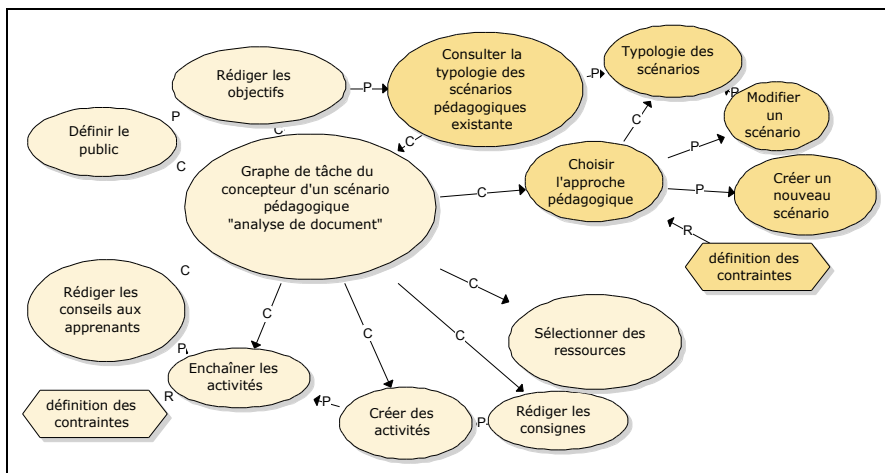 Rédiger les
objectifs
Consulter la
typologie des
scénarios
pédagogiques
existante
Typologie des
scénarios
Modifier
un
scénario
Définir le
public
P
P
P
P
C
C
C
C
Graphe de tâche du
concepteur d'un scénario
pédagogique
"analyse de document"
C
Choisir
l'approche
pédagogique
P
P
Créer un
nouveau
scénario
R
définition des
contraintes
C
Rédiger les
conseils aux
apprenants
C
C
C
C
Sélectionner des
ressources
P
Enchaîner les
activités
R
définition des
contraintes
P
Créer des
activités
P
Rédiger les
consignes